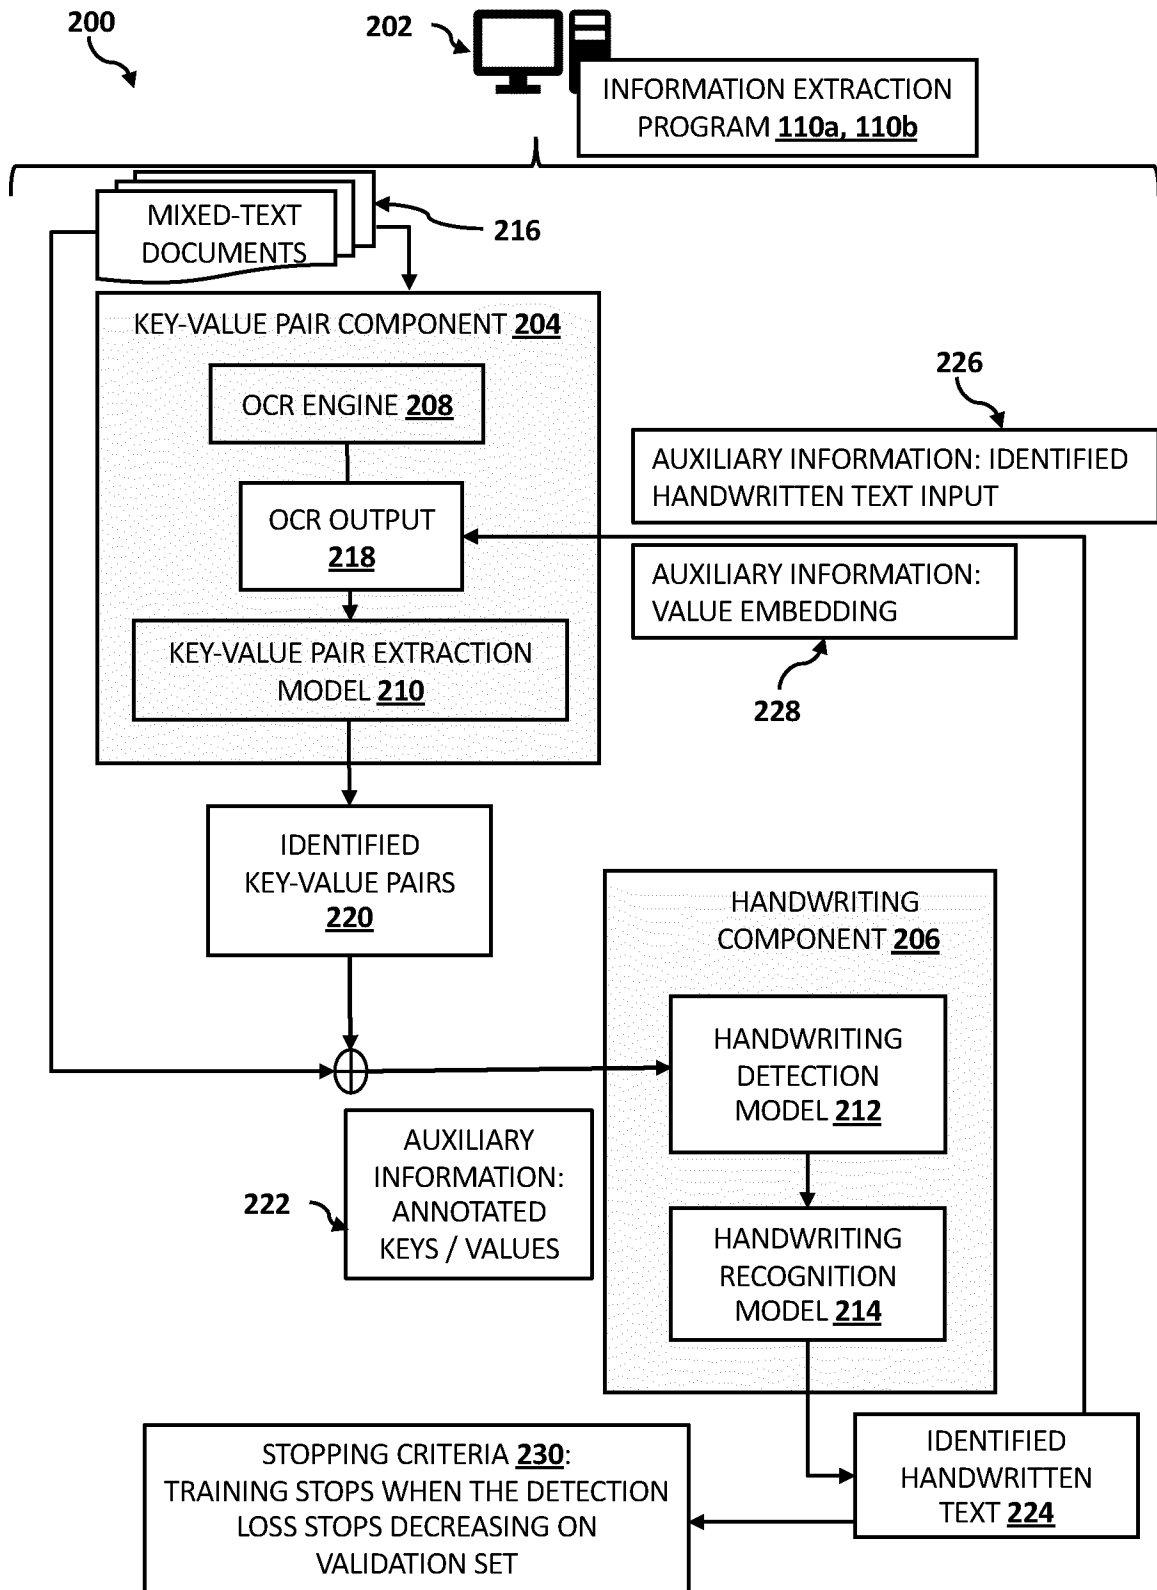 200
202
INFORMATION EXTRACTION
PROGRAM 110a, 110b
MIXED-TEXT
DOCUMENTS
216
KEY-VALUE PAIR COMPONENT 204
OCR ENGINE 208
226
AUXILIARY INFORMATION: IDENTIFIED
HANDWRITTEN TEXT INPUT
OCR OUTPUT
218
AUXILIARY INFORMATION:
VALUE EMBEDDING
KEY-VALUE PAIR EXTRACTION
MODEL 210
228
IDENTIFIED
KEY-VALUE PAIRS
220
HANDWRITING
COMPONENT 206
HANDWRITING
DETECTION
MODEL 212
AUXILIARY
INFORMATION:
ANNOTATED
KEYS / VALUES
222
HANDWRITING
RECOGNITION
MODEL 214
IDENTIFIED
HANDWRITTEN
TEXT 224
STOPPING CRITERIA 230:
TRAINING STOPS WHEN THE DETECTION
LOSS STOPS DECREASING ON
VALIDATION SET